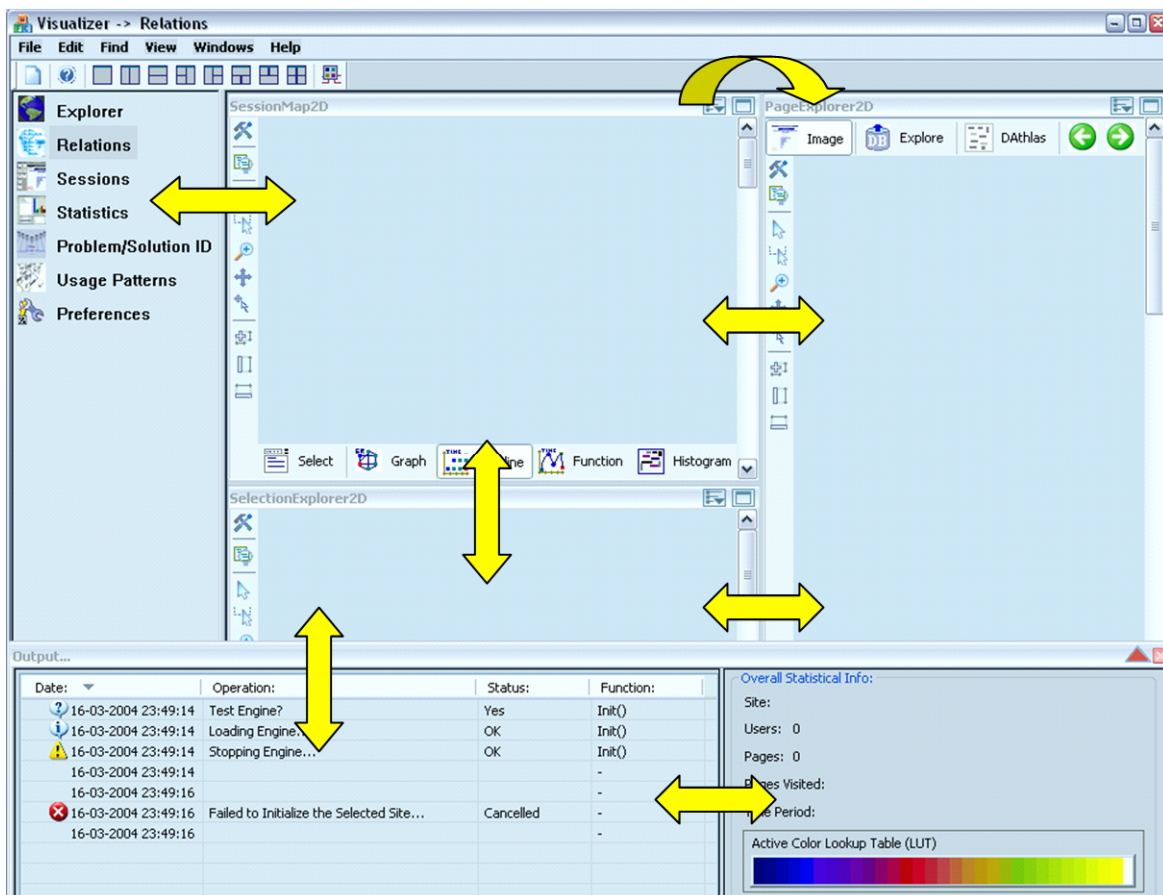 Visualizer -> Relations
File Edit Find View Windows Help
Explorer
Relations
Sessions
Statistics
Problem/Solution ID
Usage Patterns
Preferences
SessionMap2D
Select Graph Function Histogram
PageExplorer2D
Image Explore DAthlas
SelectionExplorer2D
Output...
Date: Operation: Status: Function:
16-03-2004 23:49:14 Test Engine? Yes Init()
16-03-2004 23:49:14 Loading Engine... OK Init()
16-03-2004 23:49:14 Stopping Engine... OK Init()
16-03-2004 23:49:14 -
16-03-2004 23:49:16 -
16-03-2004 23:49:16 Failed to Initialize the Selected Site... Cancelled -
16-03-2004 23:49:16 -
Overall Statistical Info:
Site:
Users: 0
Pages: 0
Pages Visited:
Time Period:
Active Color Lookup Table (LUT)